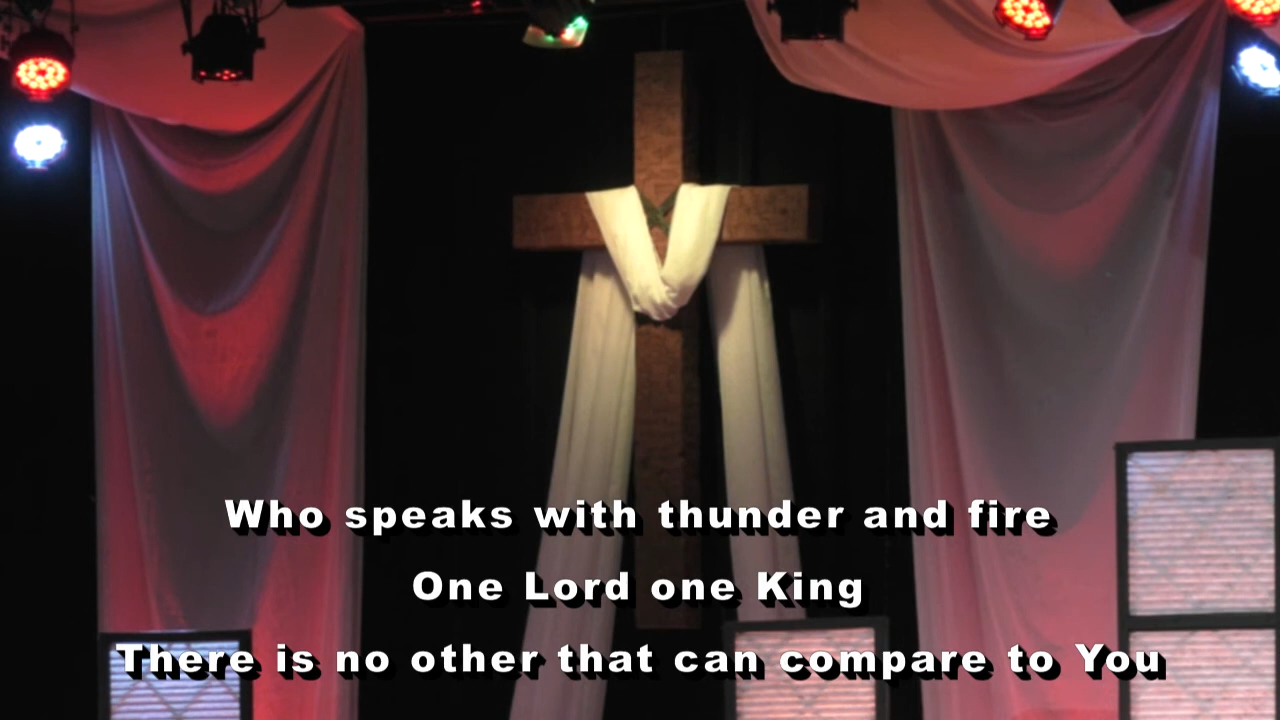 Who speaks with thunder and fire
One Lord one King
There is no other that can compare to You